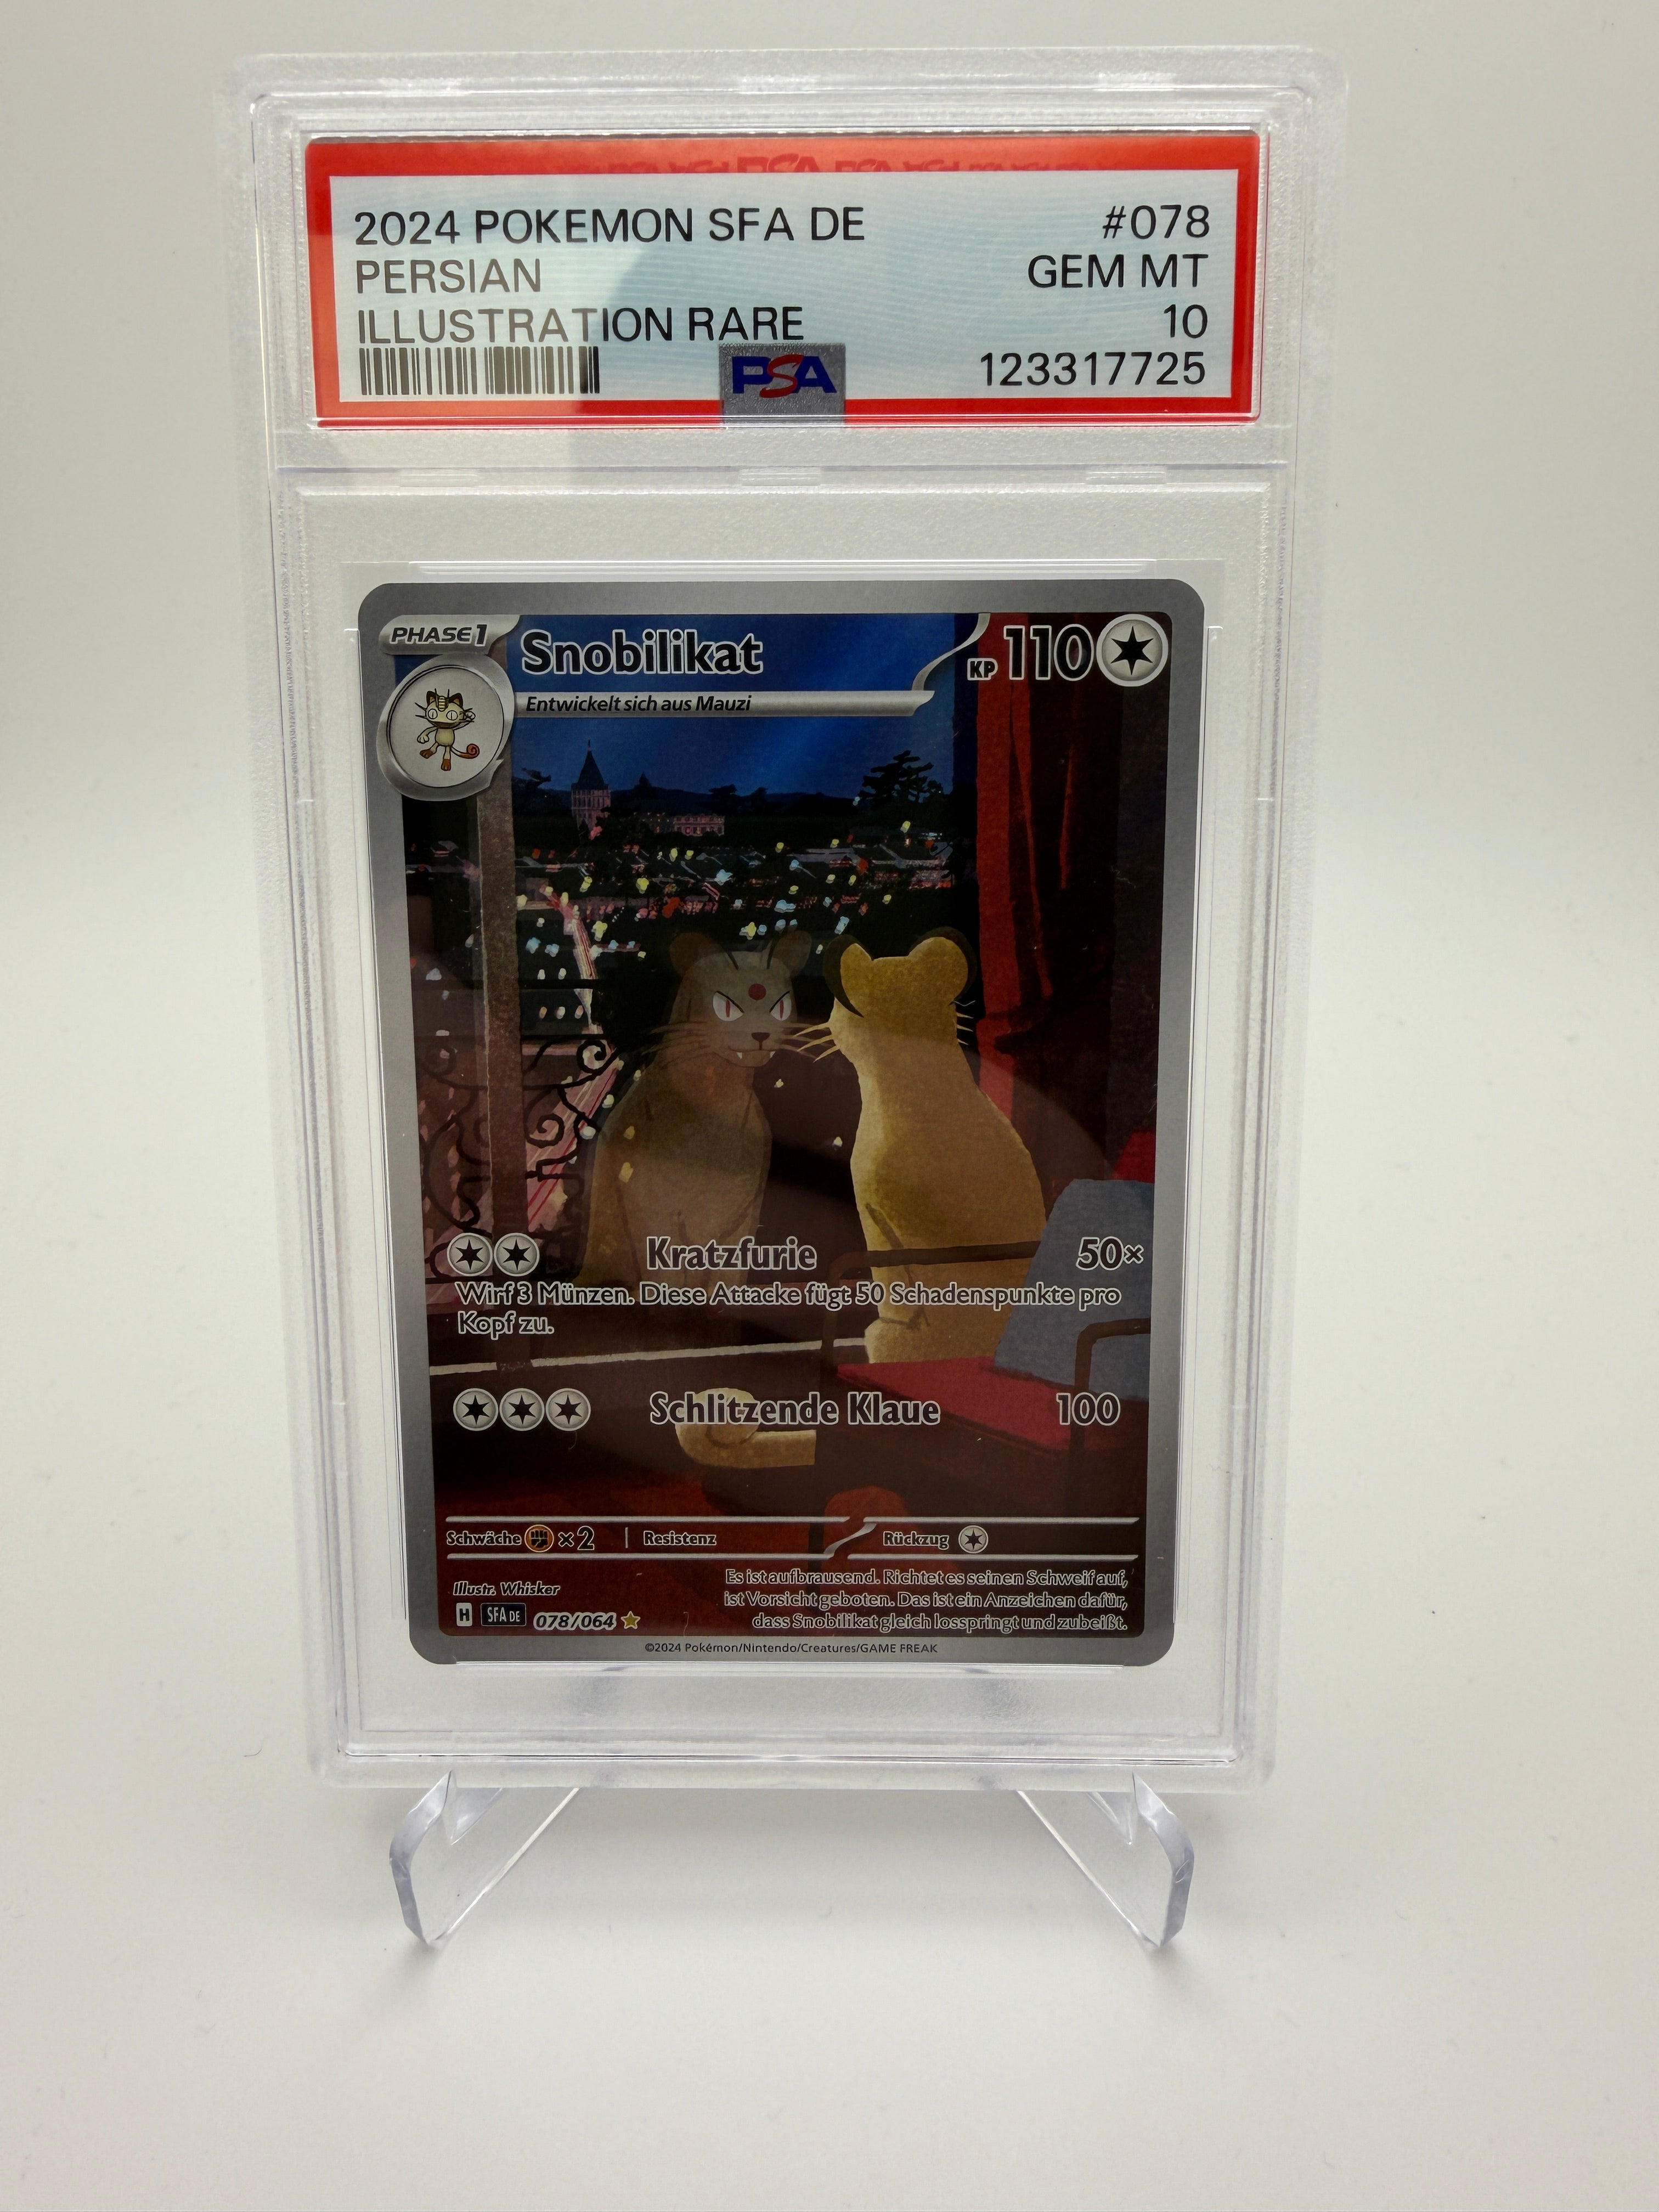 2024 POKEMON SFA DE #078
PERSIAN GEM MT
ILLUSTRATION RARE 10
PSA 123317725
PHASE 1 Snobilikat KP 110
Entwickelt sich aus Mauzi
Kratzfurie 50×
Wirf 3 Münzen. Diese Attacke fügt 50 Schadenspunkte pro
Kopf zu.
Schlitzende Klaue 100
Schwäche ×2 Resistenz Rückzug
Illustr. Whisker
H SFA DE 078/064
Es ist aufbrausend. Richtet es seinen Schweif auf,
ist Vorsicht geboten. Das ist ein Anzeichen dafür,
dass Snobilikat gleich losspringt und zubeißt.
©2024 Pokémon/Nintendo/Creatures/GAME FREAK